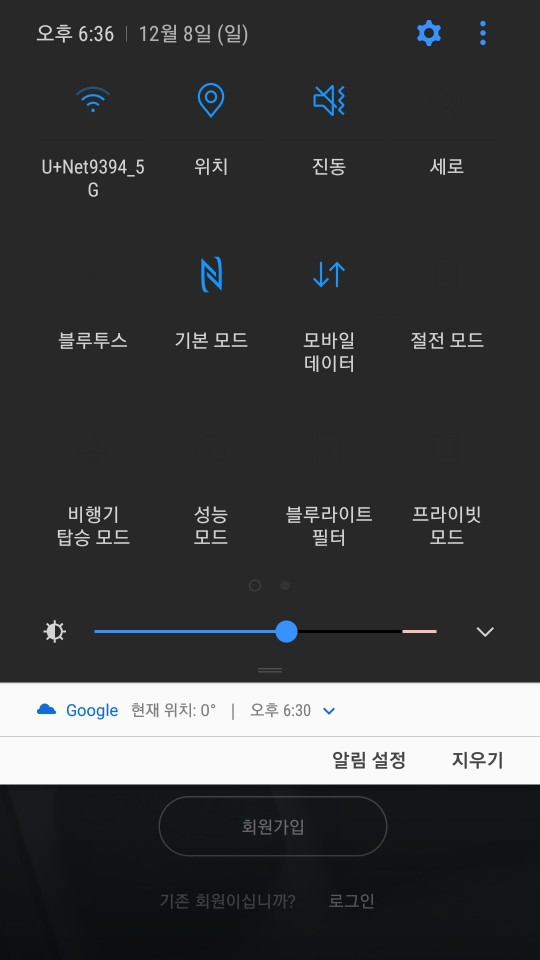 오후 6:36 | 12월 8일 (일)
U+Net9394_5
G
위치
진동
세로
블루투스
기본 모드
모바일
데이터
절전 모드
비행기
탑승 모드
성능
모드
블루라이트
필터
프라이빗
모드
Google 현재 위치: 0° | 오후 6:30
알림 설정 지우기
회원가입
기존 회원이십니까? 로그인